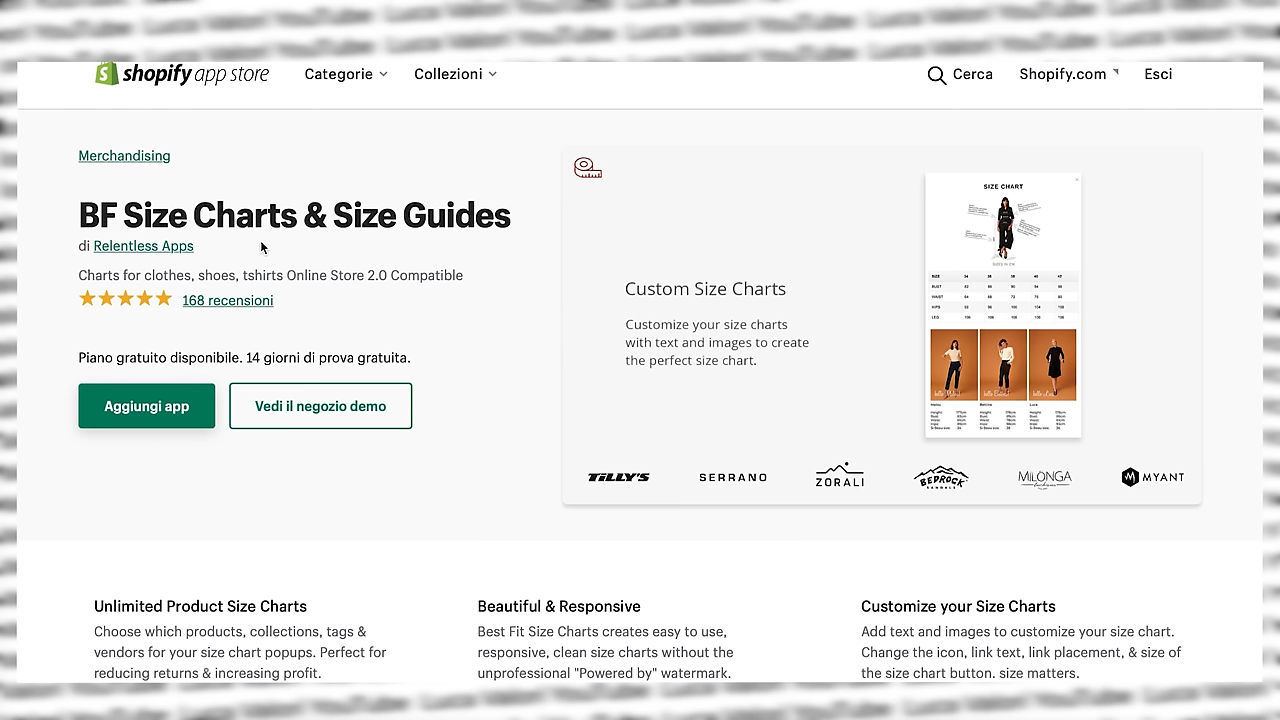 shopify app store
Categorie
Collezioni
Cerca
Shopify.com
Esci
Merchandising
BF Size Charts & Size Guides
di Relentless Apps
Charts for clothes, shoes, tshirts Online Store 2.0 Compatible
168 recensioni
Piano gratuito disponibile. 14 giorni di prova gratuita.
Aggiungi app
Vedi il negozio demo
SIZE CHART
Custom Size Charts
Customize your size charts
with text and images to create
the perfect size chart.
SIZE
BUST
WAIST
HIPS
LEG
TILLY'S
SERRANO
ZORALI
BEDROCK
SANDALS
MILONGA
MYANT
Unlimited Product Size Charts
Choose which products, collections, tags &
vendors for your size chart popups. Perfect for
reducing returns & increasing profit.
Beautiful & Responsive
Best Fit Size Charts creates easy to use,
responsive, clean size charts without the
unprofessional "Powered by" watermark.
Customize your Size Charts
Add text and images to customize your size chart.
Change the icon, link text, link placement, & size of
the size chart button. size matters.